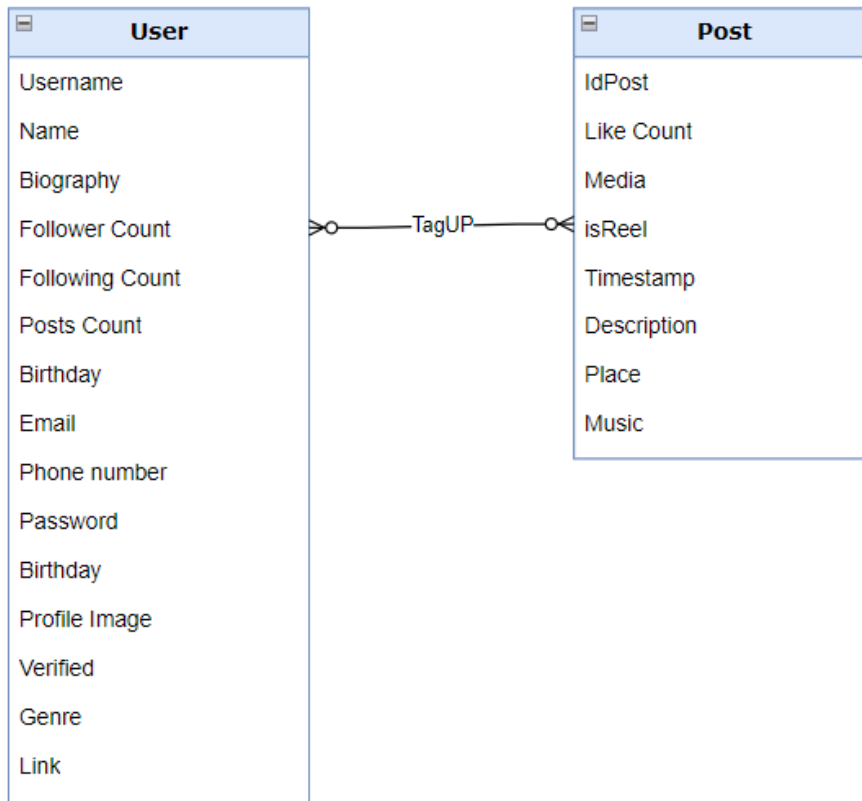 User
Username
Name
Biography
Follower Count
Following Count
Posts Count
Birthday
Email
Phone number
Password
Birthday
Profile Image
Verified
Genre
Link
TagUP
Post
IdPost
Like Count
Media
isReel
Timestamp
Description
Place
Music